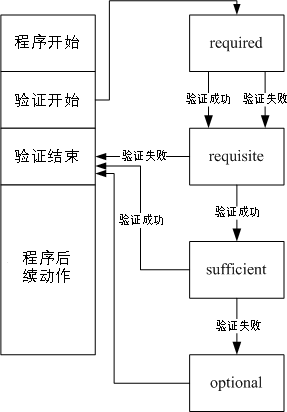 程序开始
required
验证开始
验证成功
验证失败
验证结束
验证失败
requisite
验证成功
验证成功
程序后
续动作
sufficient
验证失败
optional